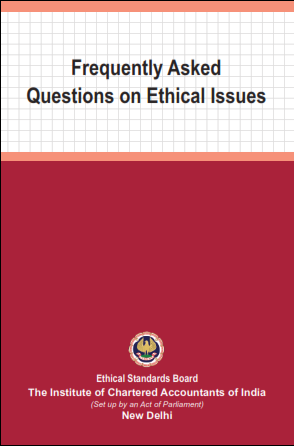 Frequently Asked
Questions on Ethical Issues
Ethical Standards Board
The Institute of Chartered Accountants of India
(Set up by an Act of Parliament)
New Delhi